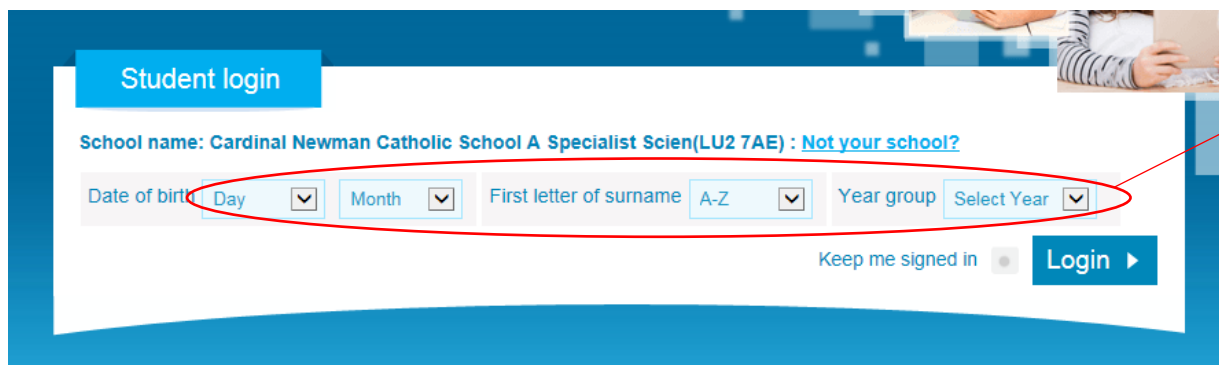 Student login
School name: Cardinal Newman Catholic School A Specialist Scien(LU2 7AE) : Not your school?
Date of birth Day Month First letter of surname A-Z Year group Select Year
Keep me signed in Login